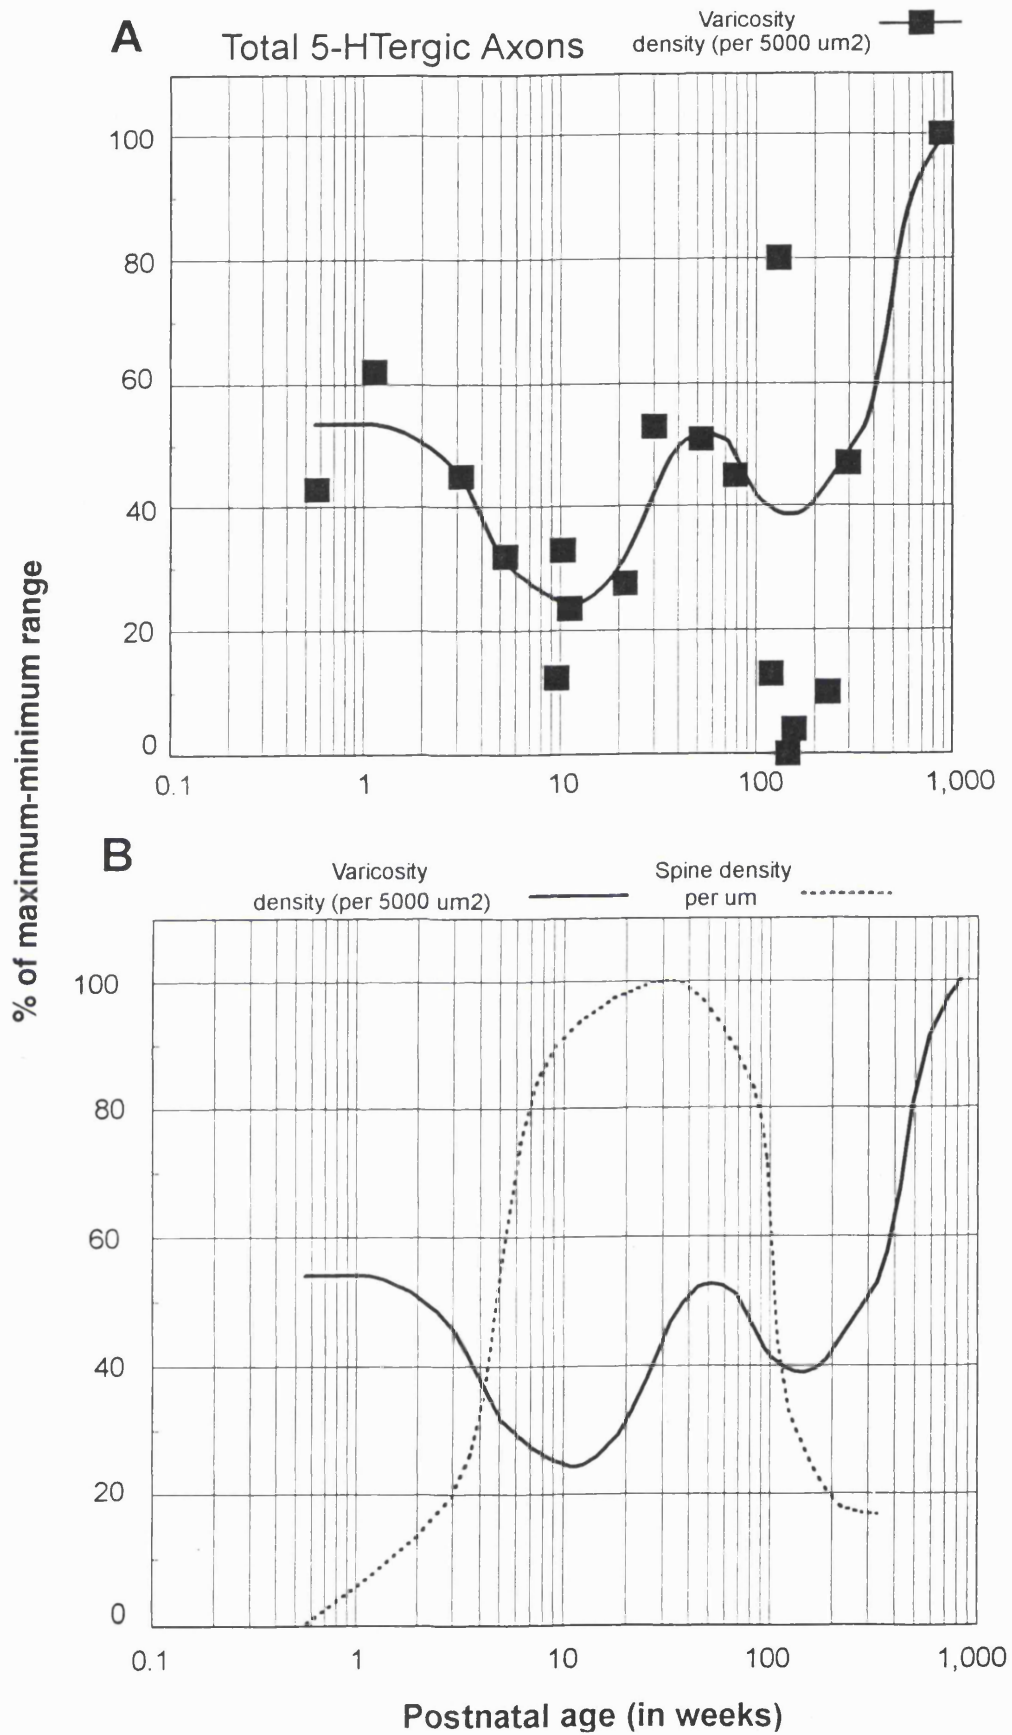 A
Total 5-HTergic Axons
Varicosity
density (per 5000 um2)
100
80
60
40
20
0
0.1
1
10
100
1,000
% of maximum-minimum range
B
Varicosity
density (per 5000 um2)
Spine density
per um
100
80
60
40
20
0
0.1
1
10
100
1,000
Postnatal age (in weeks)